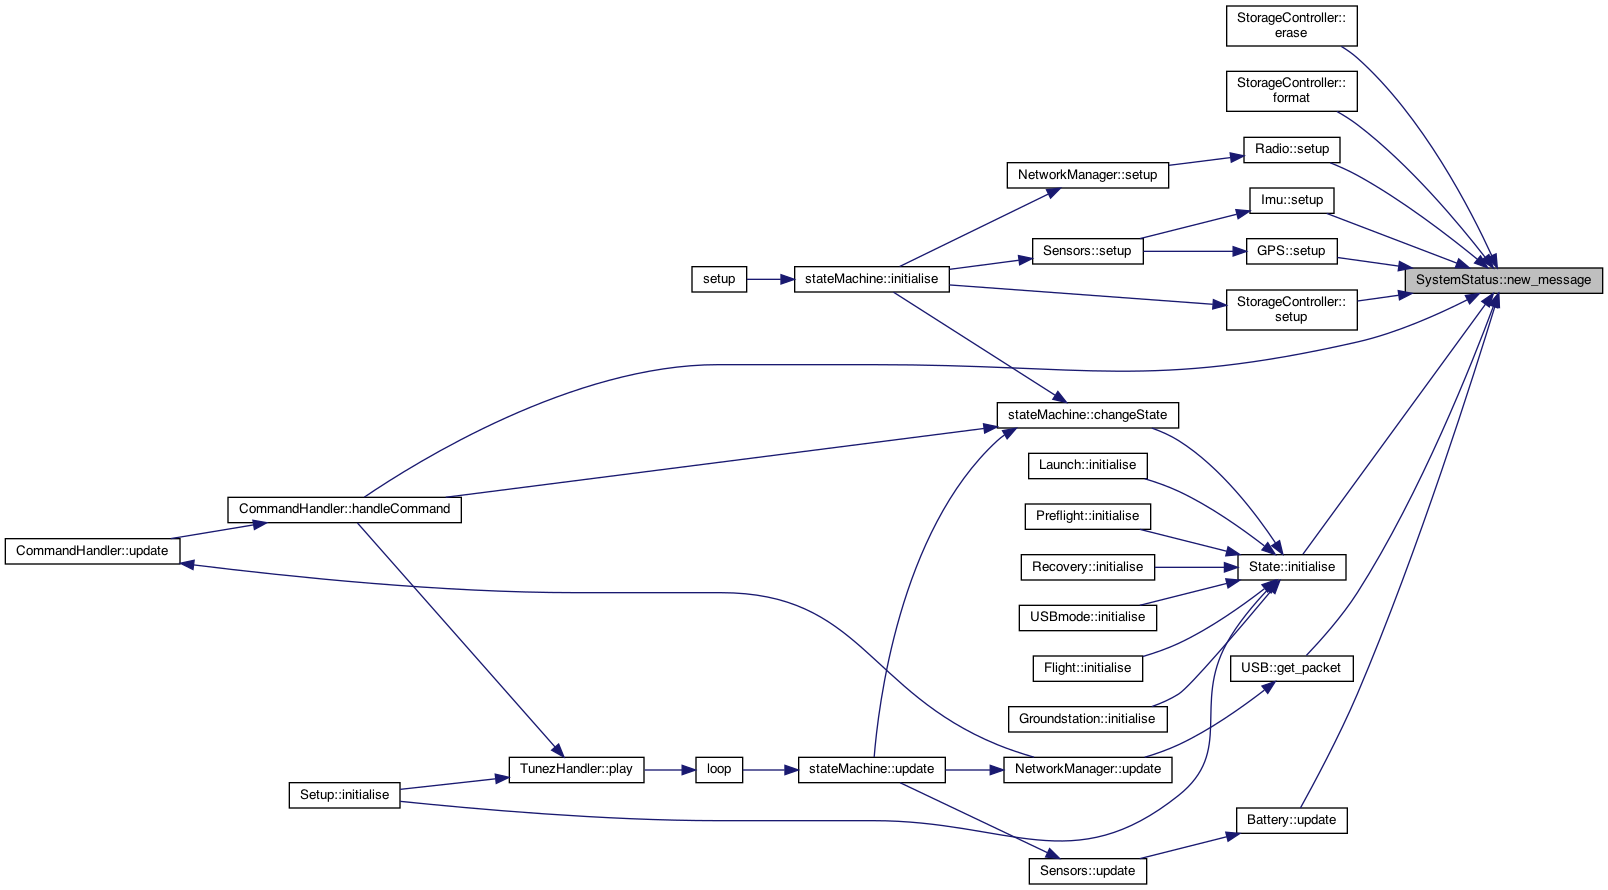 StorageController::
erase
StorageController::
format
Radio::setup
NetworkManager::setup
Imu::setup
Sensors::setup
GPS::setup
setup
stateMachine::initialise
SystemStatus::new_message
StorageController::
setup
stateMachine::changeState
Launch::initialise
CommandHandler::handleCommand
Preflight::initialise
CommandHandler::update
Recovery::initialise
State::initialise
USBmode::initialise
Flight::initialise
USB::get_packet
Groundstation::initialise
TunezHandler::play
loop
stateMachine::update
NetworkManager::update
Setup::initialise
Battery::update
Sensors::update